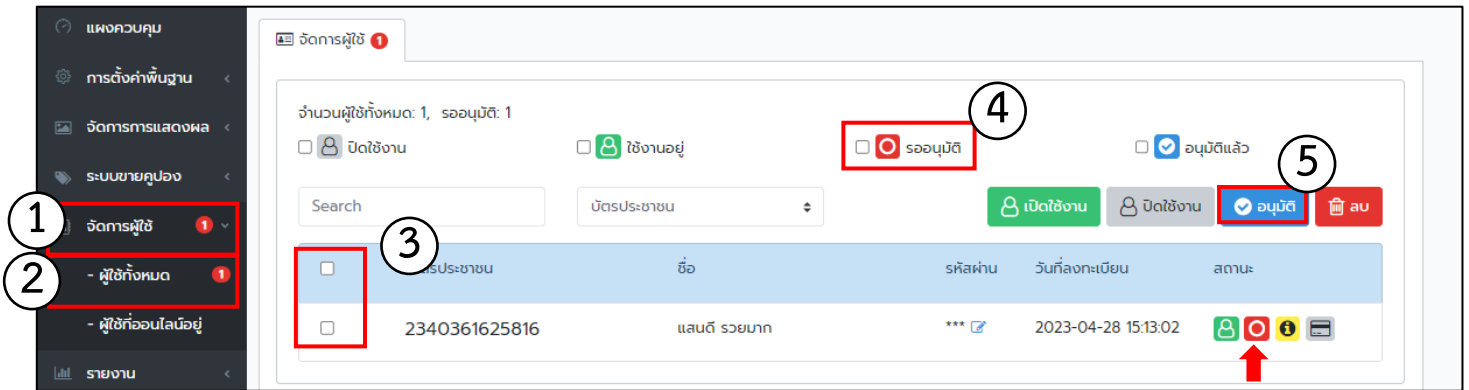 แผงควบคุม
การตั้งค่าพื้นฐาน
จัดการการแสดงผล
ระบบขายคูปอง
1
จัดการผู้ใช้ 1
2
- ผู้ใช้ทั้งหมด 1
- ผู้ใช้ที่ออนไลน์อยู่
รายงาน
จัดการผู้ใช้ 1
จำนวนผู้ใช้ทั้งหมด: 1, รออนุมัติ: 1
4
ปิดใช้งาน ใช้งานอยู่ รออนุมัติ อนุมัติแล้ว
5
Search บัตรประชาชน เปิดใช้งาน ปิดใช้งาน อนุมัติ ลบ
3
ชื่อ รหัสผ่าน วันที่ลงทะเบียน สถานะ
2340361625816 แสนดี รวยมาก *** 2023-04-28 15:13:02